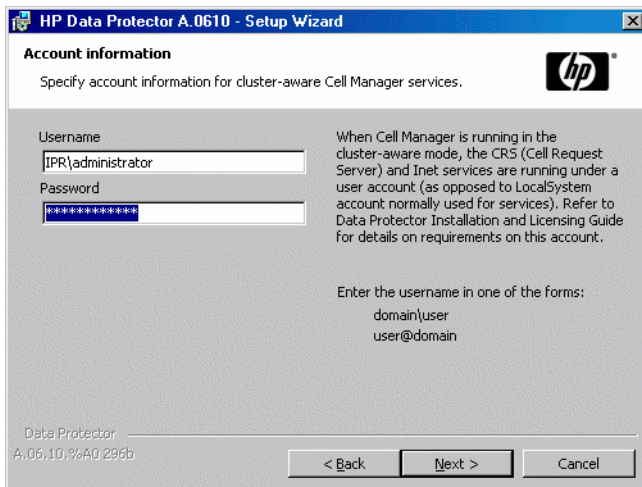 HP Data Protector A.0610 - Setup Wizard
Account information
Specify account information for cluster-aware Cell Manager services.
hp
Username
IPR\administrator
Password
************
When Cell Manager is running in the
cluster-aware mode, the CRS (Cell Request
Server) and Inet services are running under a
user account (as opposed to LocalSystem
account normally used for services). Refer to
Data Protector Installation and Licensing Guide
for details on requirements on this account.
Enter the username in one of the forms:
domain\user
user@domain
Data Protector
A.06.10.%A0 296b
< Back
Next >
Cancel